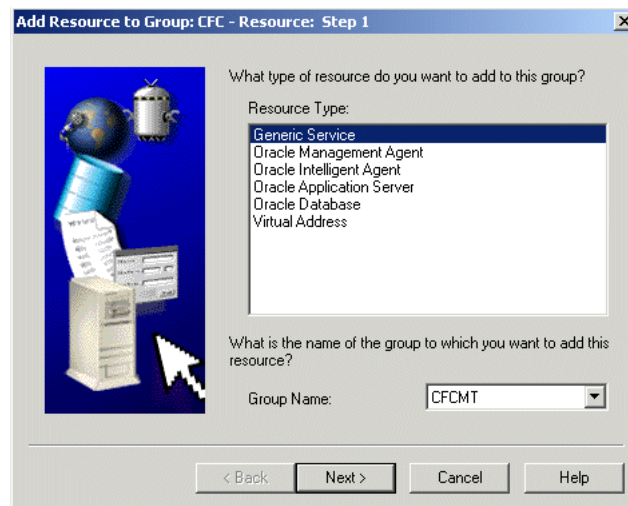 Add Resource to Group: CFC - Resource: Step 1
What type of resource do you want to add to this group?
Resource Type:
Generic Service
Oracle Management Agent
Oracle Intelligent Agent
Oracle Application Server
Oracle Database
Virtual Address
What is the name of the group to which you want to add this
resource?
Group Name:
CFCMT
< Back
Next >
Cancel
Help